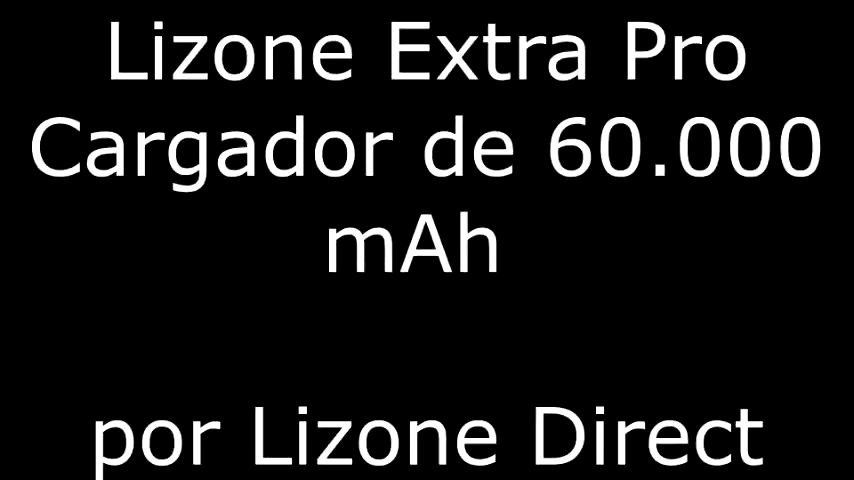 Lizone Extra Pro
Cargador de 60.000
mAh
por Lizone Direct